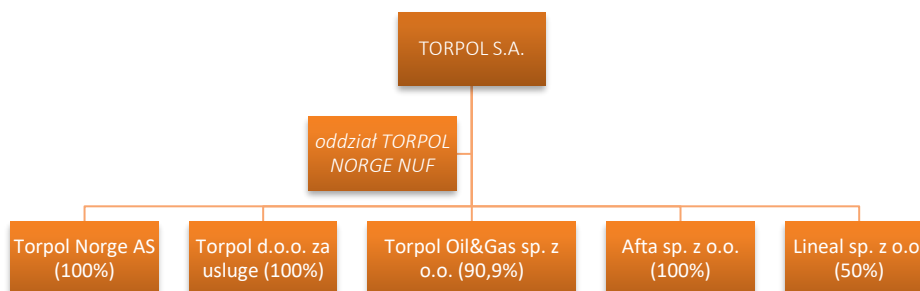 TORPOL S.A.
oddział TORPOL
NORGE NUF
Torpol Norge AS
(100%)
Torpol d.o.o. za
usluge (100%)
Torpol Oil&Gas sp. z
o.o. (90,9%)
Afta sp. z o.o.
(100%)
Lineal sp. z o.o
(50%)